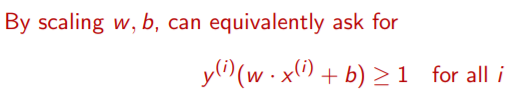 By scaling w, b, can equivalently ask for
y^(i)(w · x^(i) + b) ≥ 1 for all i